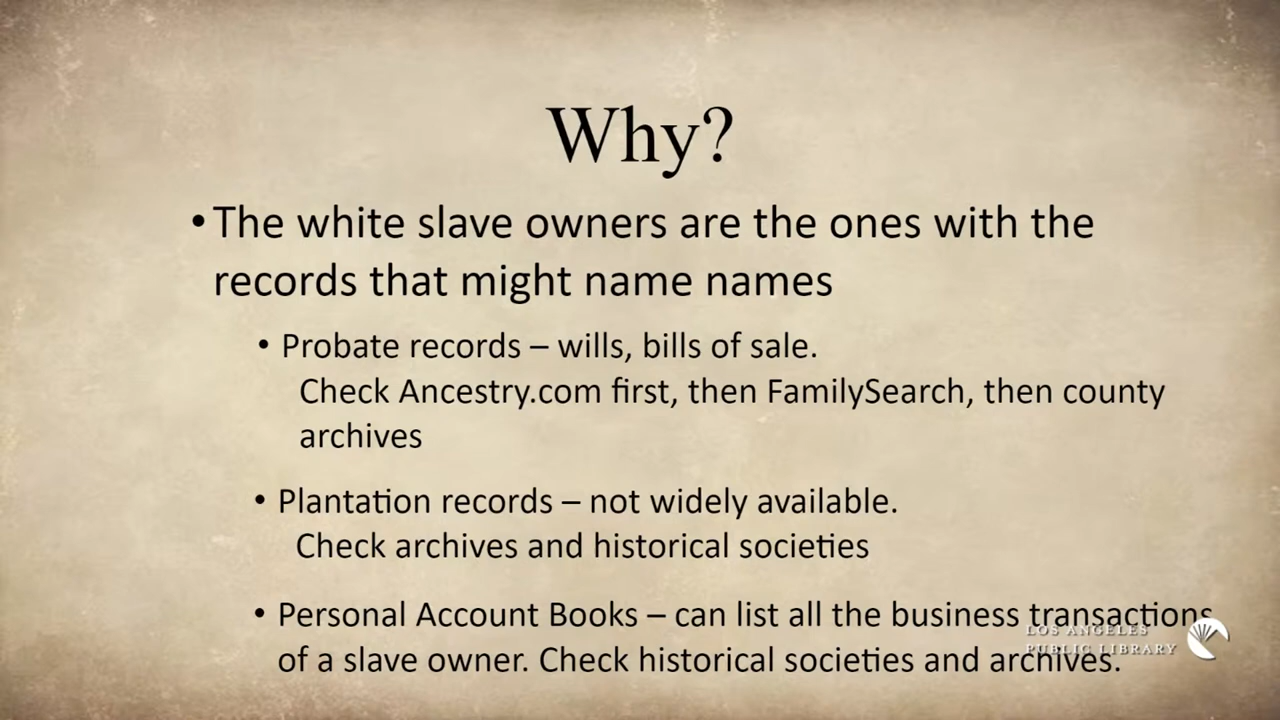 Why?
• The white slave owners are the ones with the
records that might name names
• Probate records – wills, bills of sale.
Check Ancestry.com first, then FamilySearch, then county
archives
• Plantation records – not widely available.
Check archives and historical societies
• Personal Account Books – can list all the business transactions
of a slave owner. Check historical societies and archives.
LOS ANGELES
PUBLIC LIBRARY